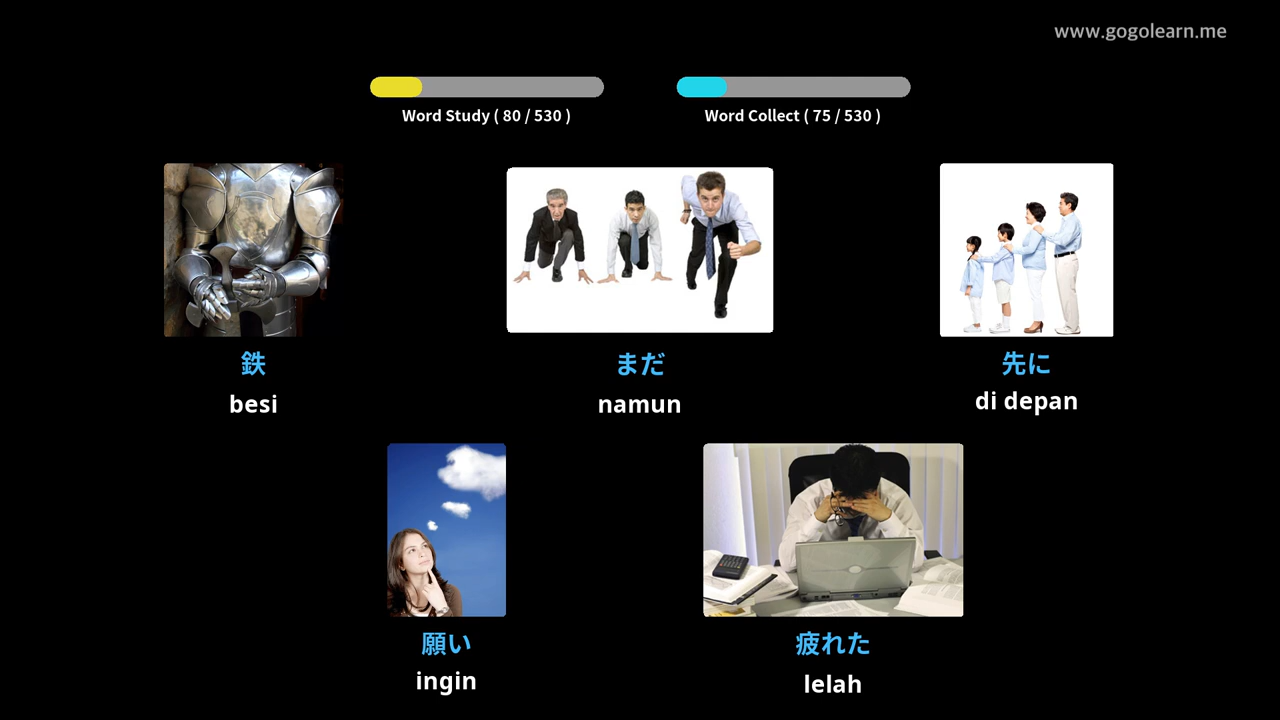 www.gogolearn.me
Word Study ( 80 / 530 )
Word Collect ( 75 / 530 )
鉄
besi
まだ
namun
先に
di depan
願い
ingin
疲れた
lelah